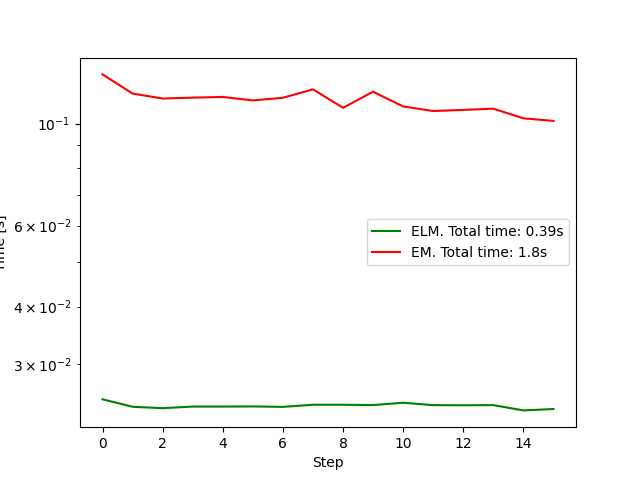 Time [s]
10⁻¹
6 × 10⁻²
4 × 10⁻²
3 × 10⁻²
ELM. Total time: 0.39s
EM. Total time: 1.8s
0 2 4 6 8 10 12 14
Step